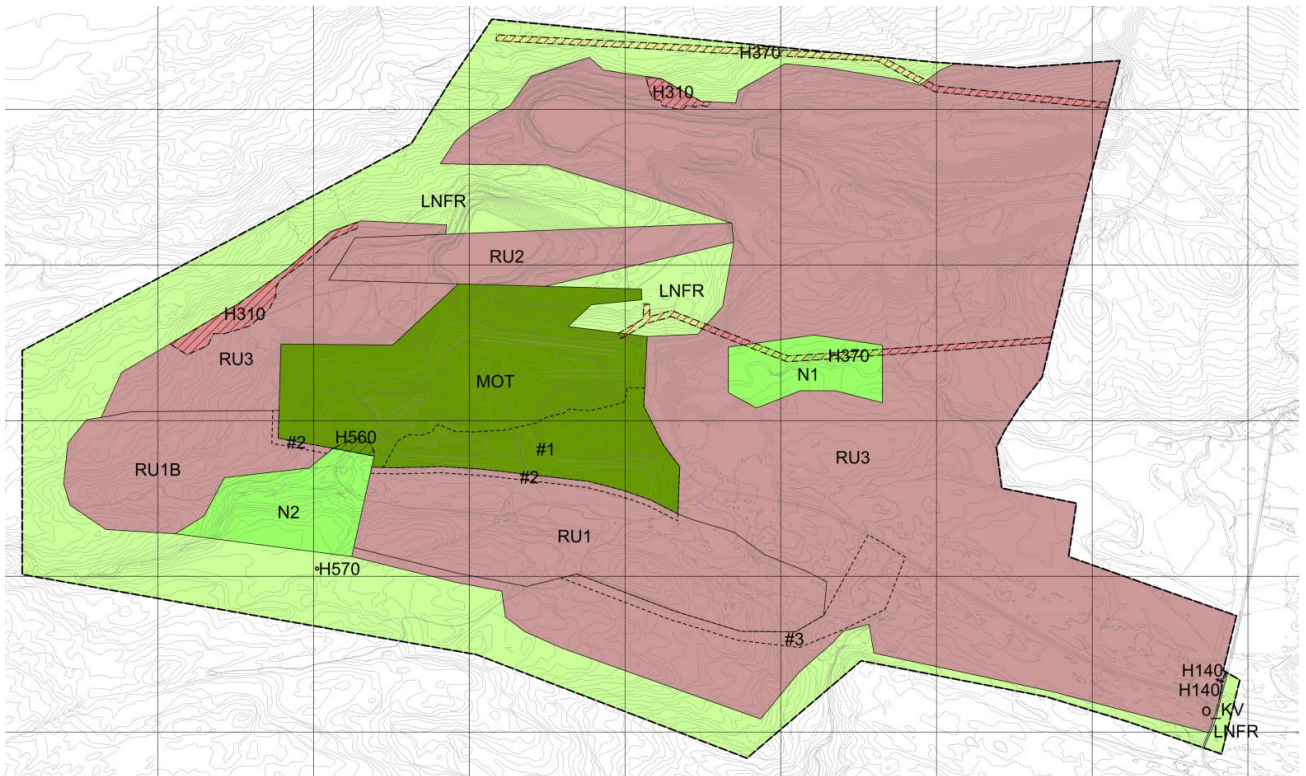 H370
H310
LNFR
RU2
LNFR
H310
RU3
H370
N1
MOT
#2
H560
#1
RU3
RU1B
#2
N2
RU1
H570
#3
H140
H140
o_KV
LNFR